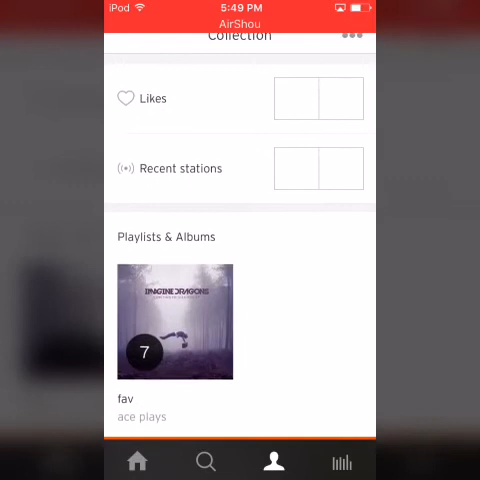 iPod 5:49 PM
AirShou
Collection
Likes
Recent stations
Playlists & Albums
IMAGINE DRAGONS
7
fav
ace plays